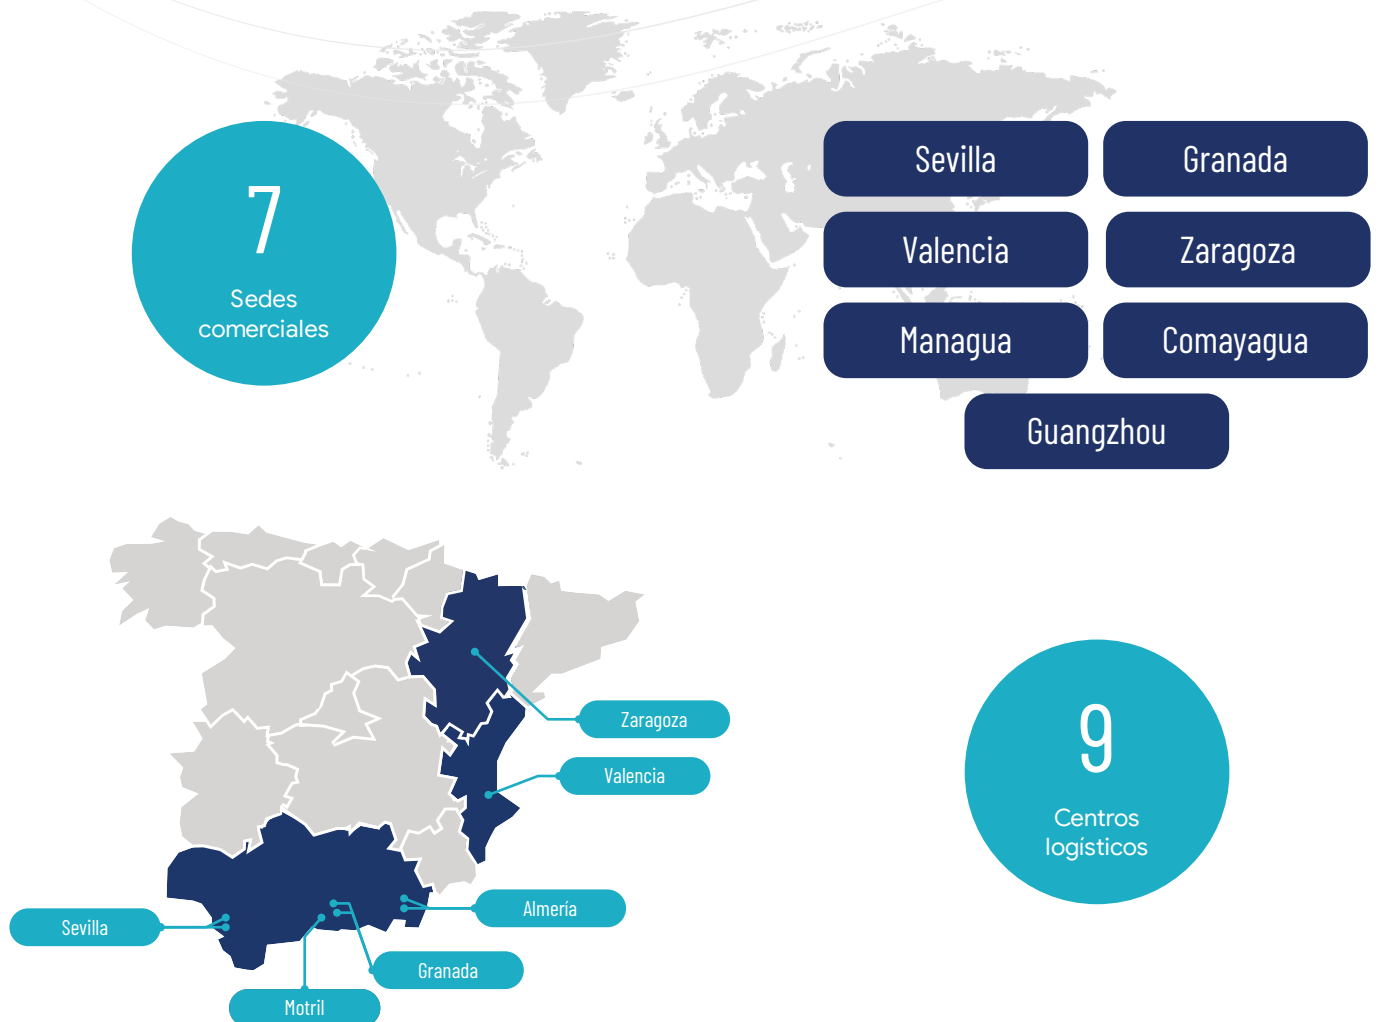 7
Sedes
comerciales
Sevilla
Granada
Valencia
Zaragoza
Managua
Comayagua
Guangzhou
Zaragoza
Valencia
Sevilla
Almería
Granada
Motril
9
Centros
logísticos